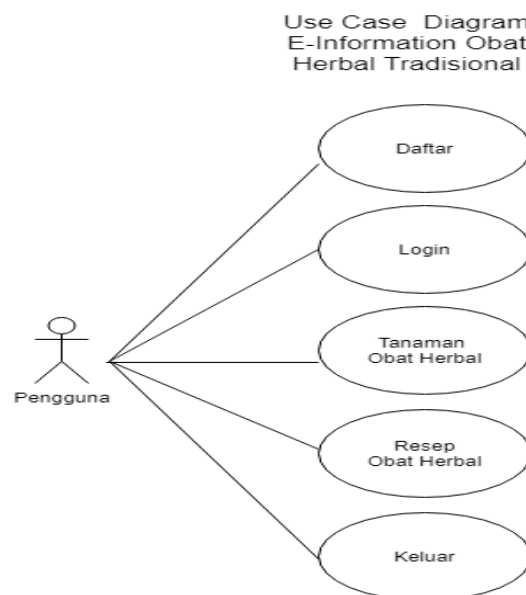 Use Case Diagram
E-Information Obat
Herbal Tradisional
Daftar
Login
Tanaman
Obat Herbal
Pengguna
Resep
Obat Herbal
Keluar